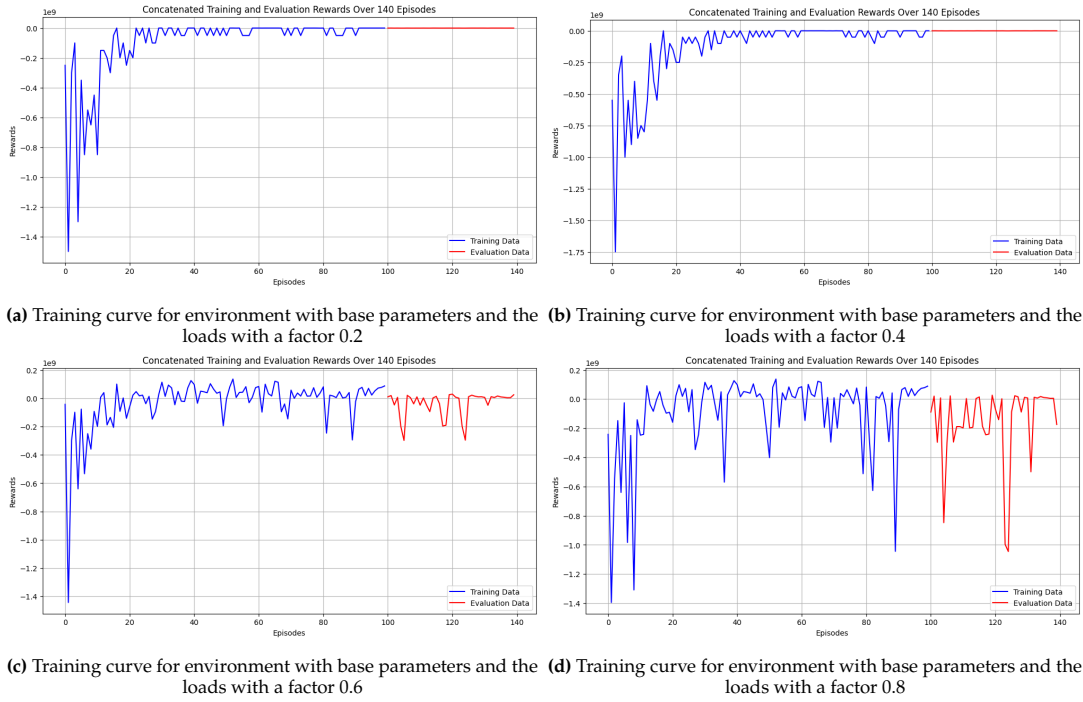 Concatenated Training and Evaluation Rewards Over 140 Episodes
1e9
0.0
−0.2
−0.4
−0.6
−0.8
−1.0
−1.2
−1.4
Rewards
0 20 40 60 80 100 120 140
Episodes
Training Data
Evaluation Data
(a) Training curve for environment with base parameters and the
loads with a factor 0.2
Concatenated Training and Evaluation Rewards Over 140 Episodes
1e9
0.00
−0.25
−0.50
−0.75
−1.00
−1.25
−1.50
−1.75
Rewards
0 20 40 60 80 100 120 140
Episodes
Training Data
Evaluation Data
(b) Training curve for environment with base parameters and the
loads with a factor 0.4
Concatenated Training and Evaluation Rewards Over 140 Episodes
1e9
0.2
0.0
−0.2
−0.4
−0.6
−0.8
−1.0
−1.2
−1.4
Rewards
0 20 40 60 80 100 120 140
Episodes
Training Data
Evaluation Data
(c) Training curve for environment with base parameters and the
loads with a factor 0.6
Concatenated Training and Evaluation Rewards Over 140 Episodes
1e9
0.2
0.0
−0.2
−0.4
−0.6
−0.8
−1.0
−1.2
−1.4
Rewards
0 20 40 60 80 100 120 140
Episodes
Training Data
Evaluation Data
(d) Training curve for environment with base parameters and the
loads with a factor 0.8